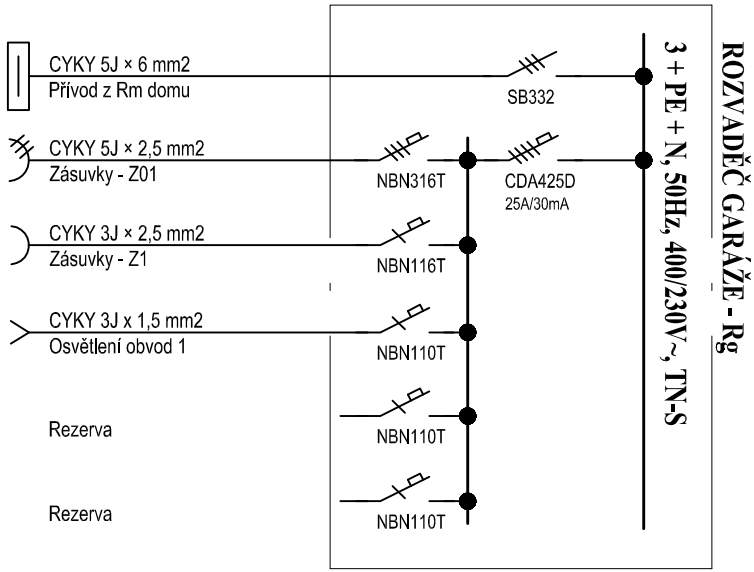 CYKY 5J × 6 mm2
Přívod z Rm domu
SB332
CYKY 5J × 2,5 mm2
Zásuvky - Z01
NBN316T
CDA425D
25A/30mA
CYKY 3J × 2,5 mm2
Zásuvky - Z1
NBN116T
CYKY 3J x 1,5 mm2
Osvětlení obvod 1
NBN110T
Rezerva
NBN110T
Rezerva
NBN110T
3 + PE + N, 50Hz, 400/230V~, TN-S
ROZVADĚČ GARÁŽE - Rg